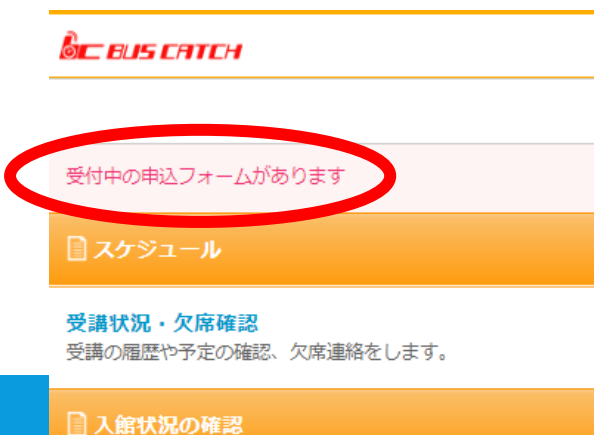 BUS CATCH
受付中の申込フォームがあります
スケジュール
受講状況・欠席確認
受講の履歴や予定の確認、欠席連絡をします。
入館状況の確認